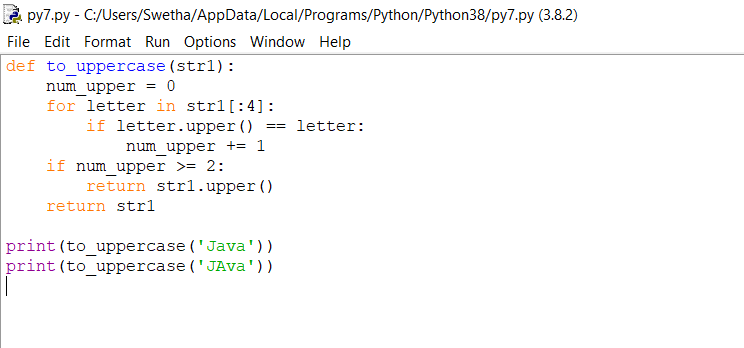 py7.py - C:/Users/Swetha/AppData/Local/Programs/Python/Python38/py7.py (3.8.2)
File Edit Format Run Options Window Help
def to_uppercase(str1):
    num_upper = 0
    for letter in str1[:4]:
        if letter.upper() == letter:
            num_upper += 1
    if num_upper >= 2:
        return str1.upper()
    return str1

print(to_uppercase('Java'))
print(to_uppercase('JAva'))